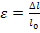 ε = Δl / l₀